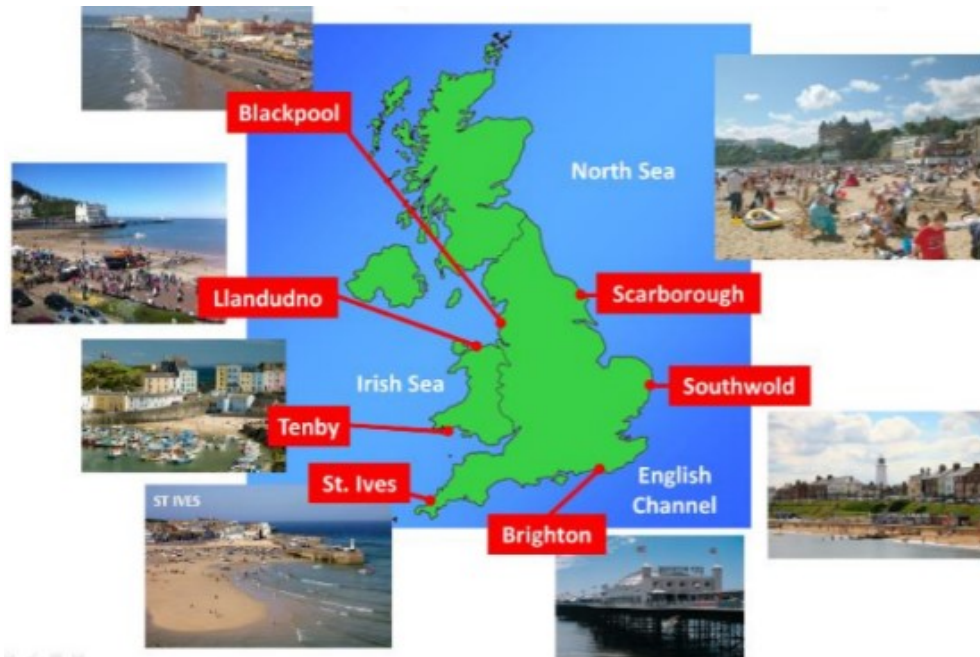 Blackpool
North Sea
Llandudno
Scarborough
Irish Sea
Southwold
Tenby
St. Ives
English
Channel
ST IVES
Brighton